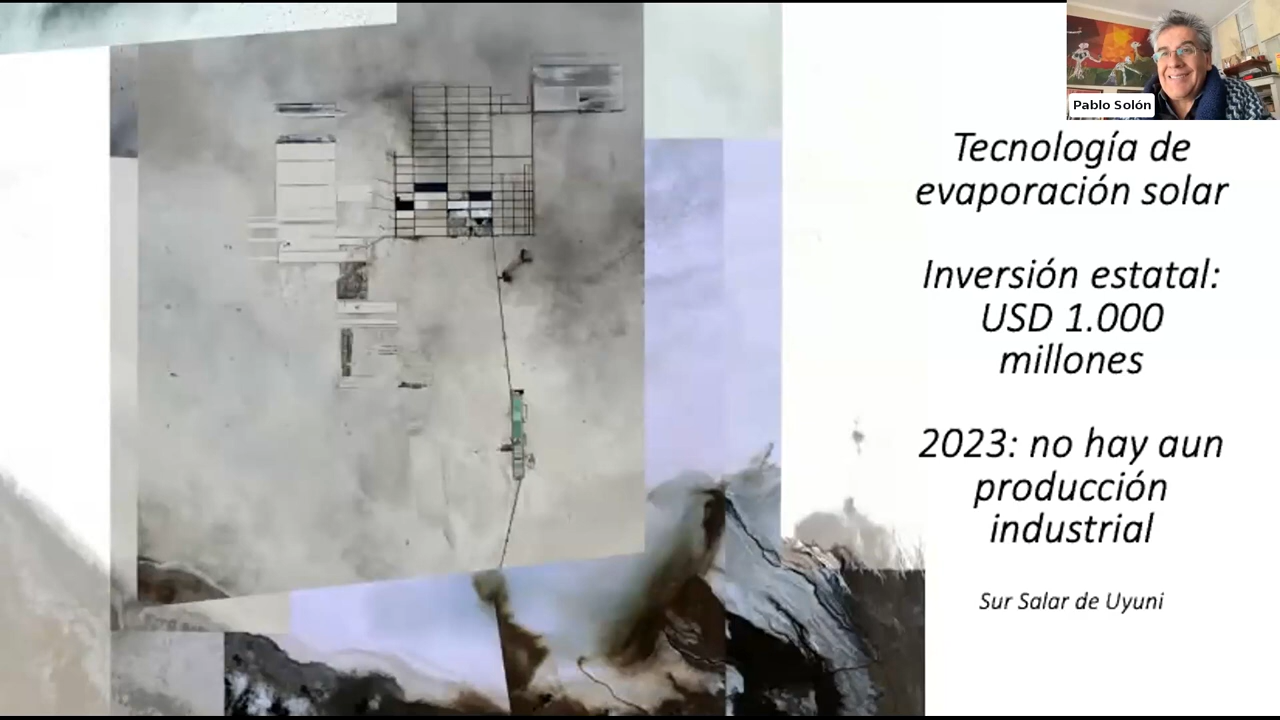 Pablo Solón
Tecnología de
evaporación solar
Inversión estatal:
USD 1.000
millones
2023: no hay aun
producción
industrial
Sur Salar de Uyuni